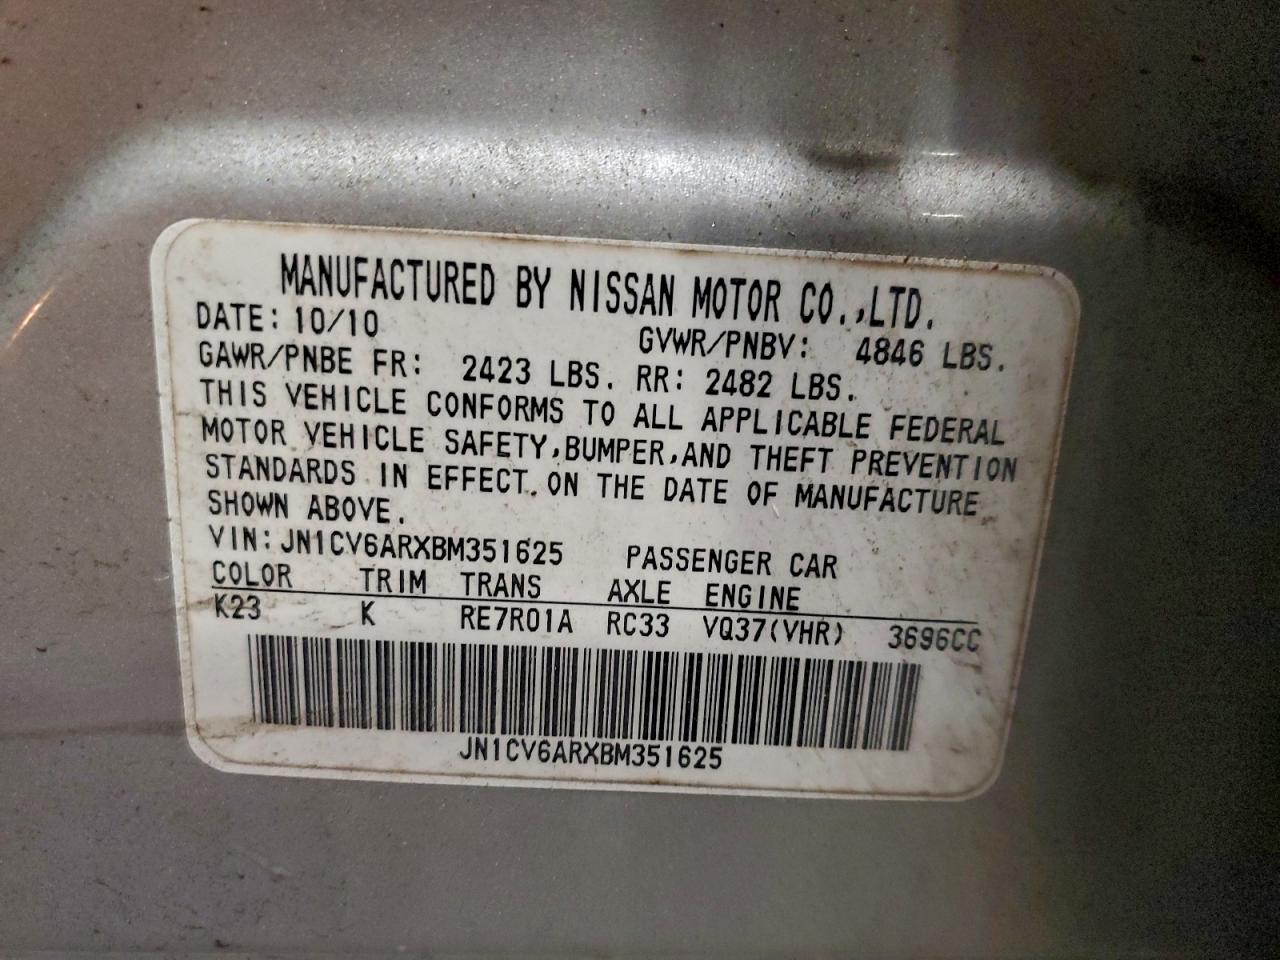 MANUFACTURED BY NISSAN MOTOR CO.,LTD.
DATE: 10/10 GVWR/PNBV: 4846 LBS.
GAWR/PNBE FR: 2423 LBS. RR: 2482 LBS.
THIS VEHICLE CONFORMS TO ALL APPLICABLE FEDERAL
MOTOR VEHICLE SAFETY,BUMPER,AND THEFT PREVENTION
STANDARDS IN EFFECT ON THE DATE OF MANUFACTURE
SHOWN ABOVE.
VIN: JN1CV6ARXBM351625 PASSENGER CAR
COLOR TRIM TRANS AXLE ENGINE
K23 K RE7R01A RC33 VQ37(VHR) 3696CC
JN1CV6ARXBM351625